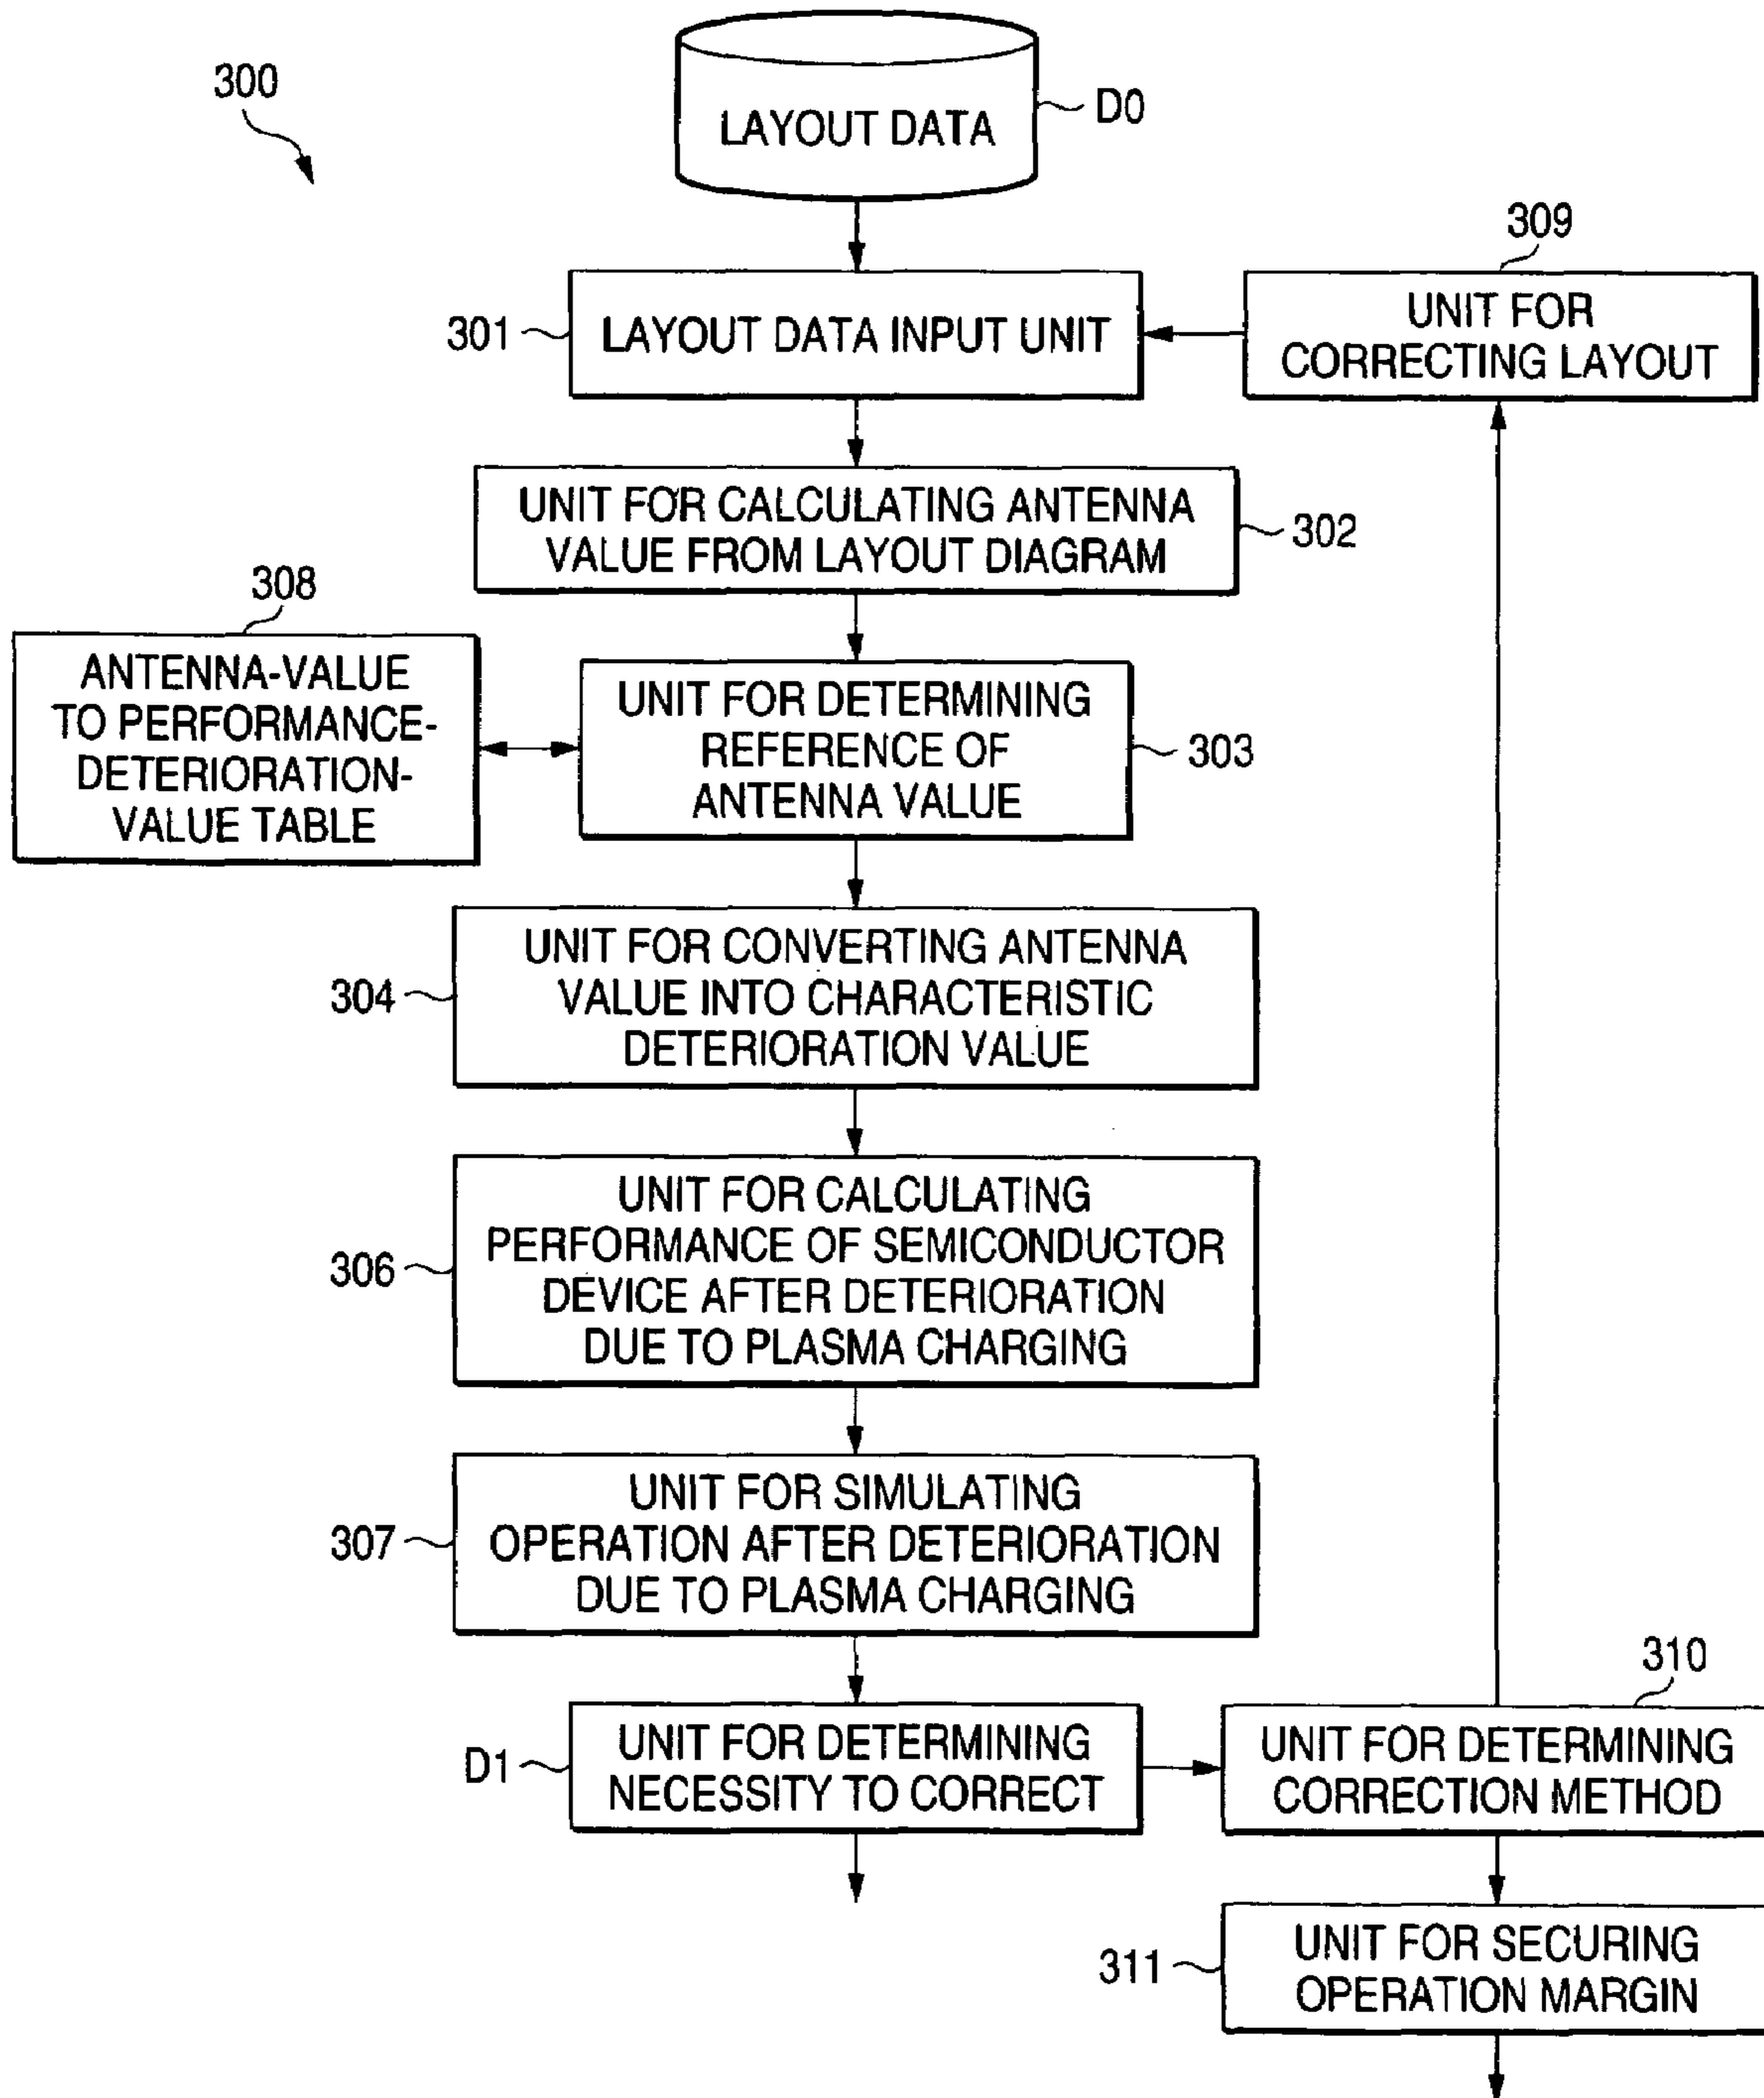 300
LAYOUT DATA
D0
309
301
LAYOUT DATA INPUT UNIT
UNIT FOR
CORRECTING LAYOUT
UNIT FOR CALCULATING ANTENNA
VALUE FROM LAYOUT DIAGRAM
302
308
ANTENNA-VALUE
TO PERFORMANCE-
DETERIORATION-
VALUE TABLE
UNIT FOR DETERMINING
REFERENCE OF
ANTENNA VALUE
303
304
UNIT FOR CONVERTING ANTENNA
VALUE INTO CHARACTERISTIC
DETERIORATION VALUE
306
UNIT FOR CALCULATING
PERFORMANCE OF SEMICONDUCTOR
DEVICE AFTER DETERIORATION
DUE TO PLASMA CHARGING
307
UNIT FOR SIMULATING
OPERATION AFTER DETERIORATION
DUE TO PLASMA CHARGING
D1
UNIT FOR DETERMINING
NECESSITY TO CORRECT
310
UNIT FOR DETERMINING
CORRECTION METHOD
311
UNIT FOR SECURING
OPERATION MARGIN